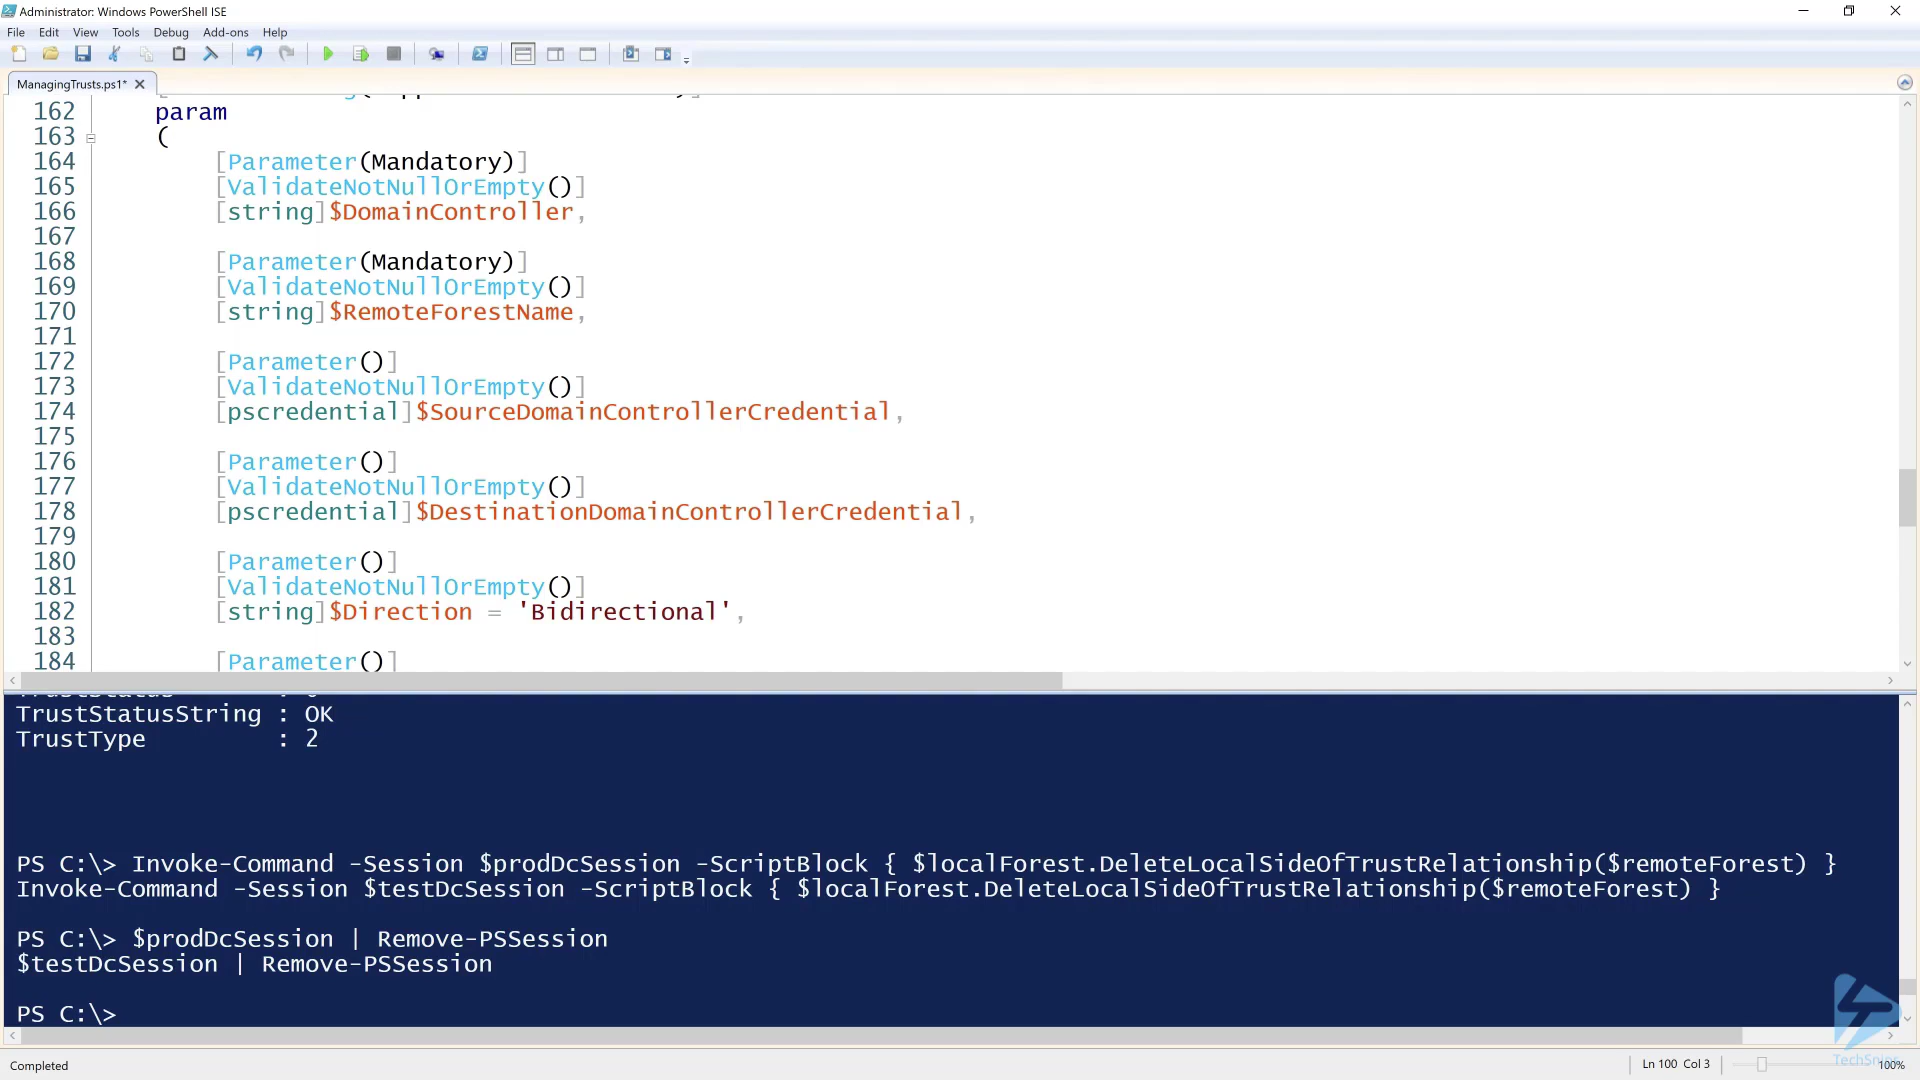 Administrator: Windows PowerShell ISE
File Edit View Tools Debug Add-ons Help
ManagingTrusts.ps1*
162 param
163 (
164 [Parameter(Mandatory)]
165 [ValidateNotNullOrEmpty()]
166 [string]$DomainController,
167
168 [Parameter(Mandatory)]
169 [ValidateNotNullOrEmpty()]
170 [string]$RemoteForestName,
171
172 [Parameter()]
173 [ValidateNotNullOrEmpty()]
174 [pscredential]$SourceDomainControllerCredential,
175
176 [Parameter()]
177 [ValidateNotNullOrEmpty()]
178 [pscredential]$DestinationDomainControllerCredential,
179
180 [Parameter()]
181 [ValidateNotNullOrEmpty()]
182 [string]$Direction = 'Bidirectional',
183
184 [Parameter()]
TrustStatusString : OK
TrustType : 2
PS C:\> Invoke-Command -Session $prodDcSession -ScriptBlock { $localForest.DeleteLocalSideOfTrustRelationship($remoteForest) }
Invoke-Command -Session $testDcSession -ScriptBlock { $localForest.DeleteLocalSideOfTrustRelationship($remoteForest) }
PS C:\> $prodDcSession | Remove-PSSession
$testDcSession | Remove-PSSession
PS C:\>
Completed
Ln 100 Col 3
100%